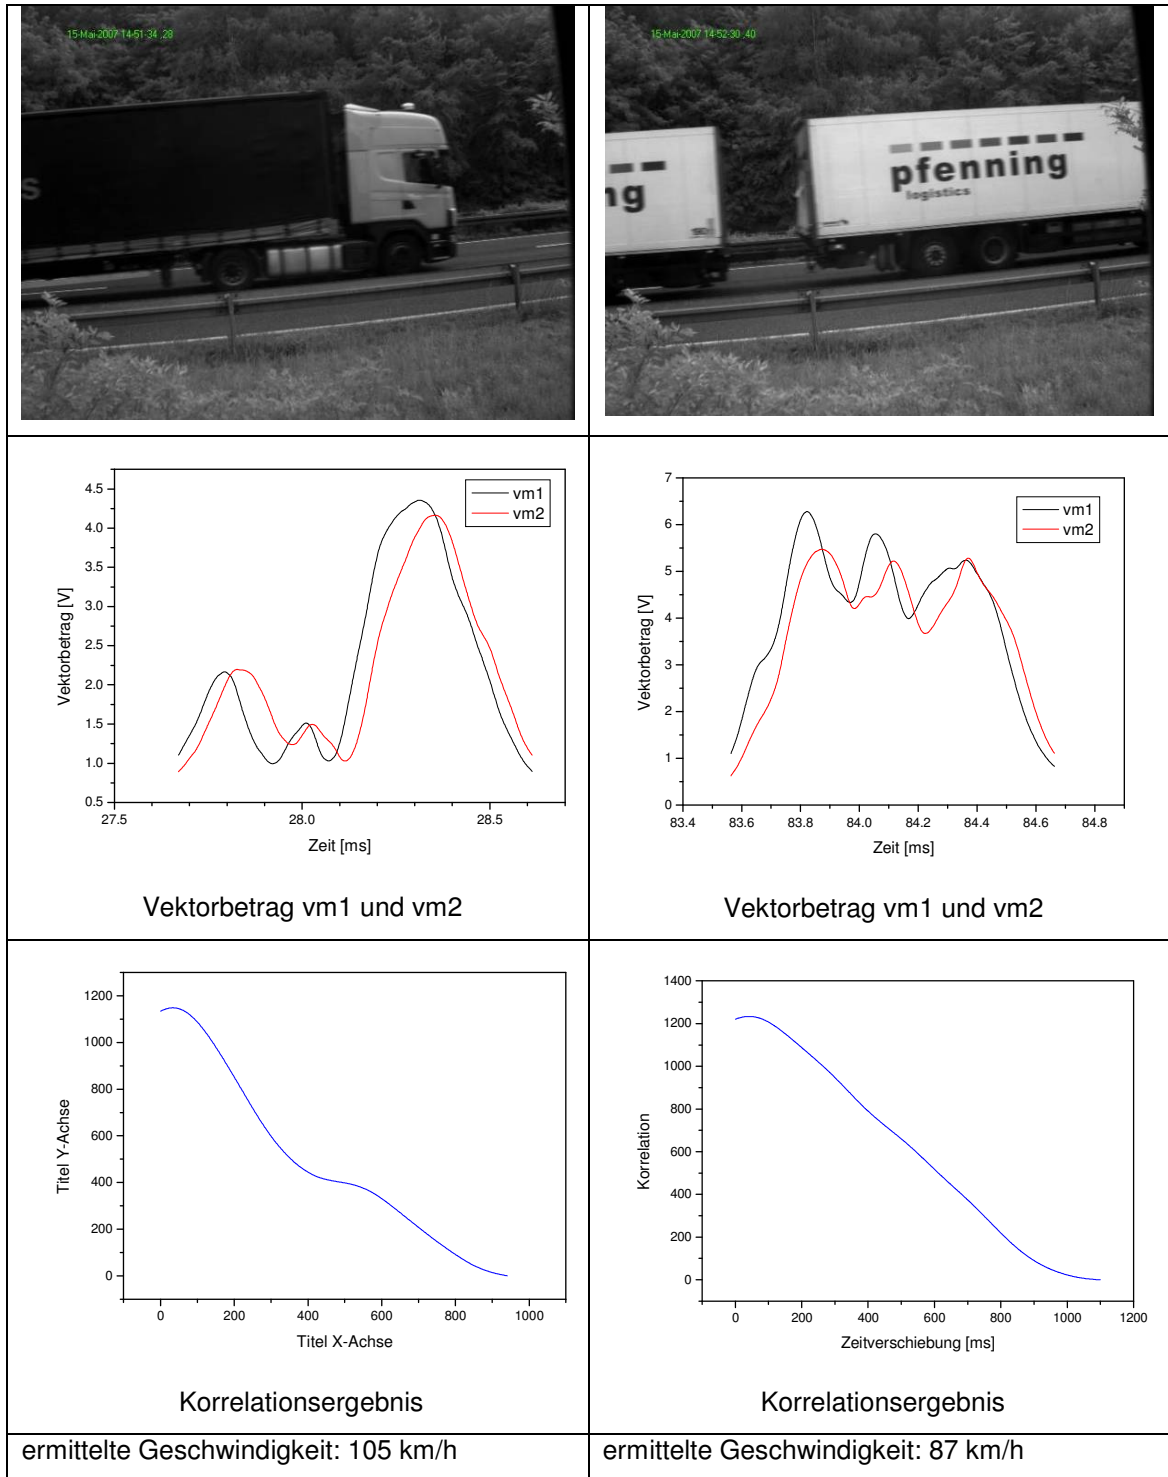 15-Mai-2007 14-51-34 ,28
s
15-Mai-2007 14-52-30 ,40
ng
pfenning
logistics
4.5
4.0
3.5
3.0
2.5
2.0
1.5
1.0
0.5
27.5
28.0
28.5
Vektorbetrag [V]
Zeit [ms]
vm1
vm2
Vektorbetrag vm1 und vm2
7
6
5
4
3
2
1
0
83.4
83.6
83.8
84.0
84.2
84.4
84.6
84.8
Vektorbetrag [V]
Zeit [ms]
vm1
vm2
Vektorbetrag vm1 und vm2
1200
1000
800
600
400
200
0
0
200
400
600
800
1000
Titel Y-Achse
Titel X-Achse
Korrelationsergebnis
1400
1200
1000
800
600
400
200
0
0
200
400
600
800
1000
1200
Korrelation
Zeitverschiebung [ms]
Korrelationsergebnis
ermittelte Geschwindigkeit: 105 km/h
ermittelte Geschwindigkeit: 87 km/h